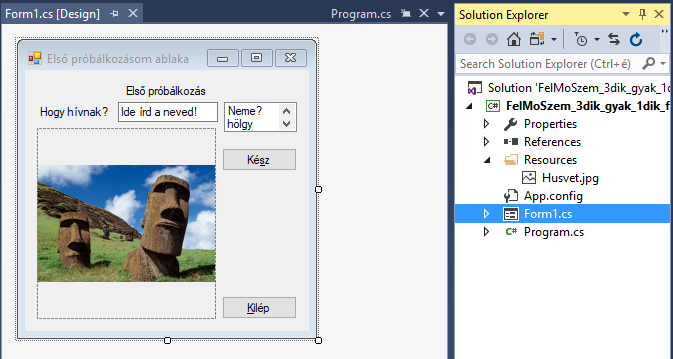 Form1.cs [Design]
Program.cs
Első próbálkozásom ablaka
Első próbálkozás
Hogy hívnak?
Ide írd a neved!
Neme?
hölgy
Kész
Kilép
Solution Explorer
Search Solution Explorer (Ctrl+é)
Solution 'FelMoSzem_3dik_gyak_1d
FelMoSzem_3dik_gyak_1dik_f
Properties
References
Resources
Husvet.jpg
App.config
Form1.cs
Program.cs